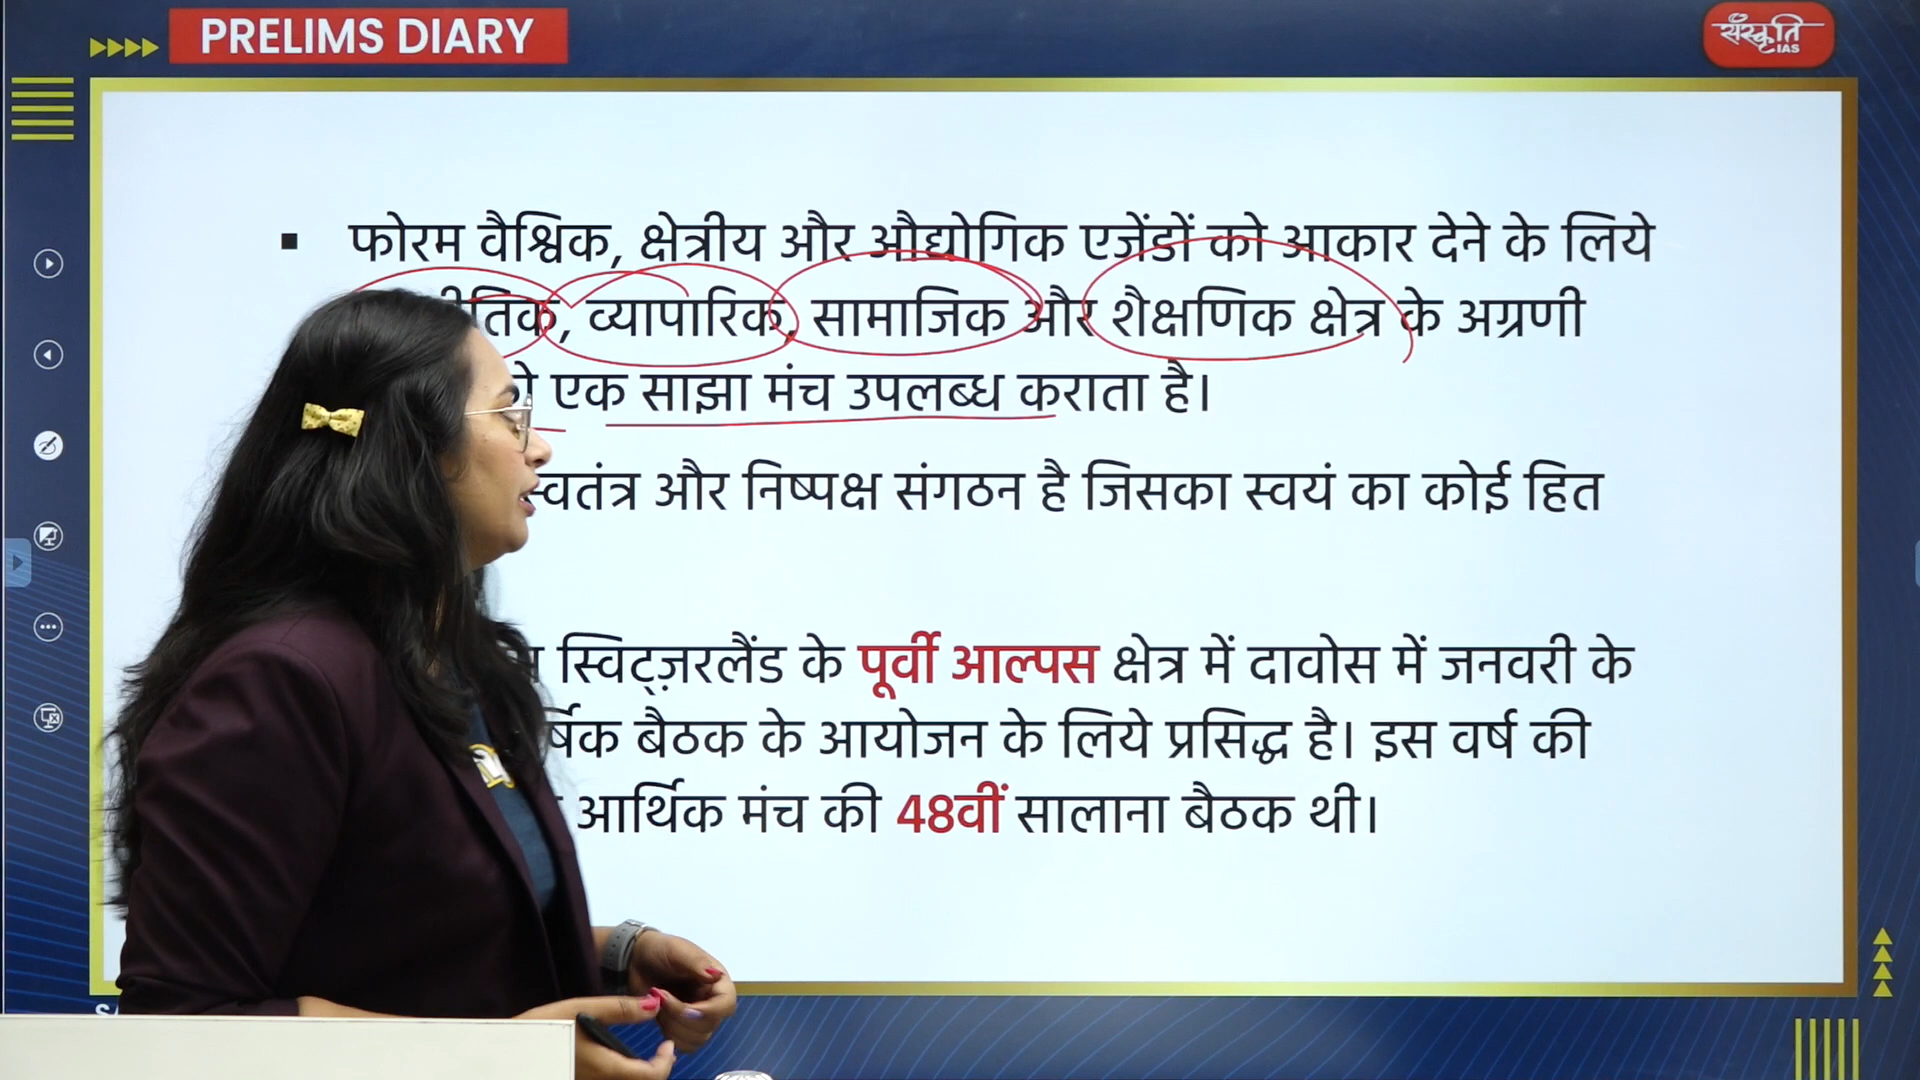 PRELIMS DIARY
संस्कृति
IAS
▪ फोरम वैश्विक, क्षेत्रीय और औद्योगिक एजेंडों को आकार देने के लिये
व्यापारिक, सामाजिक और शैक्षणिक क्षेत्र के अग्रणी
एक साझा मंच उपलब्ध कराता है।
स्वतंत्र और निष्पक्ष संगठन है जिसका स्वयं का कोई हित
स्विट्ज़रलैंड के पूर्वी आल्पस क्षेत्र में दावोस में जनवरी के
बैठक के आयोजन के लिये प्रसिद्ध है। इस वर्ष की
आर्थिक मंच की 48वीं सालाना बैठक थी।